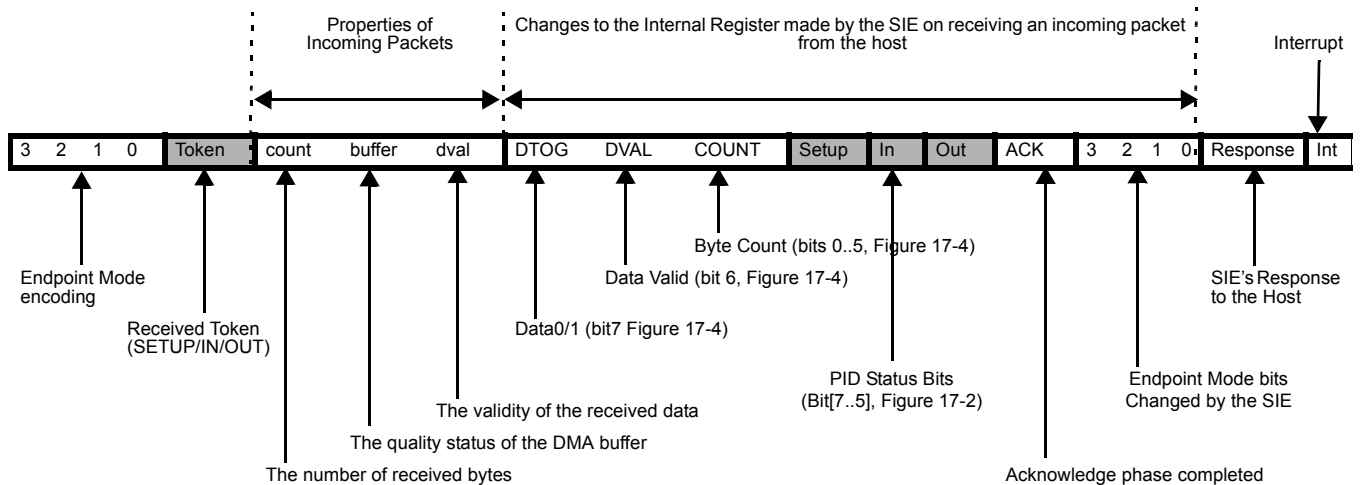 Properties of
Incoming Packets
Changes to the Internal Register made by the SIE on receiving an incoming packet
from the host
Interrupt
3 2 1 0 Token count buffer dval DTOG DVAL COUNT Setup In Out ACK 3 2 1 0 Response Int
Byte Count (bits 0..5, Figure 17-4)
Endpoint Mode
encoding
Data Valid (bit 6, Figure 17-4)
SIE's Response
to the Host
Received Token
(SETUP/IN/OUT)
Data0/1 (bit7 Figure 17-4)
PID Status Bits
(Bit[7..5], Figure 17-2)
Endpoint Mode bits
Changed by the SIE
The validity of the received data
The quality status of the DMA buffer
The number of received bytes
Acknowledge phase completed